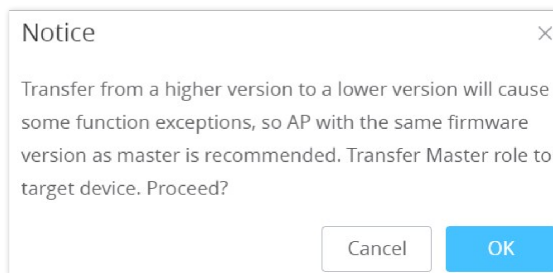 Notice
Transfer from a higher version to a lower version will cause
some function exceptions, so AP with the same firmware
version as master is recommended. Transfer Master role to
target device. Proceed?
Cancel OK